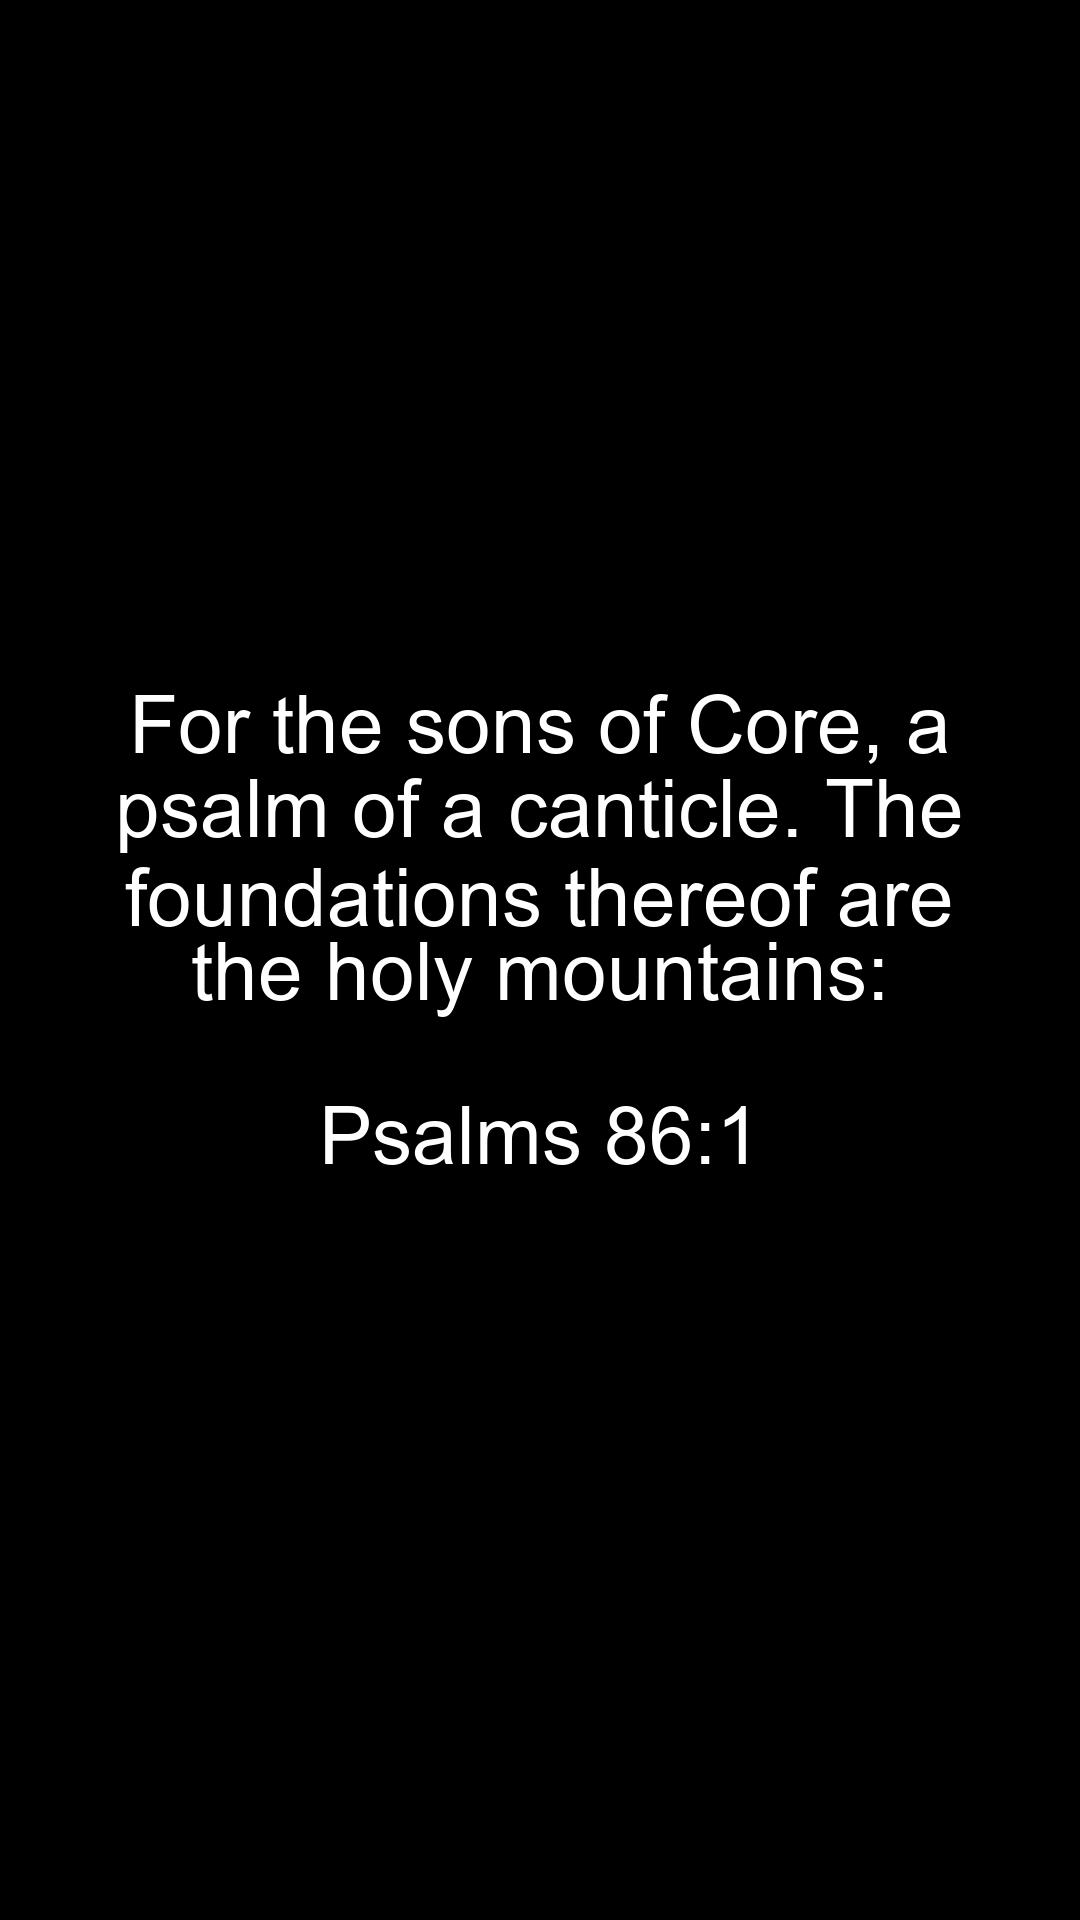 For the sons of Core, a
psalm of a canticle. The
foundations thereof are
the holy mountains:
Psalms 86:1